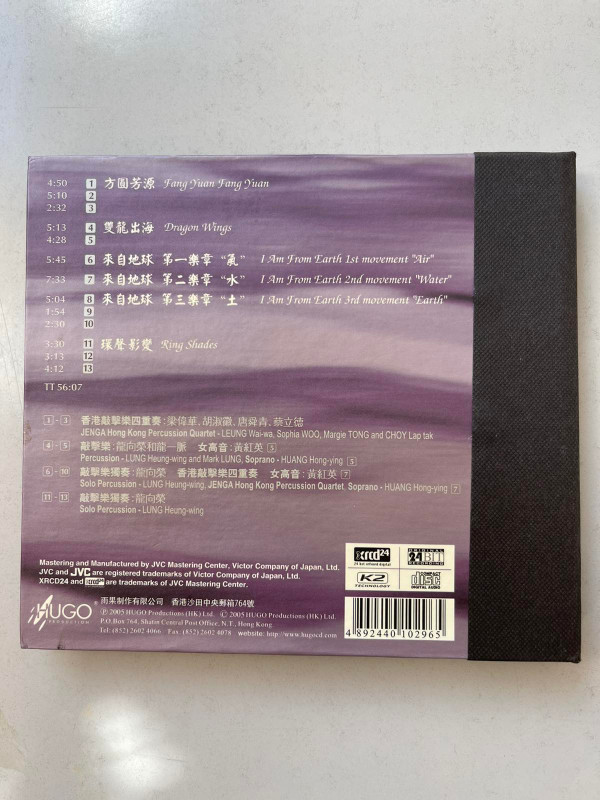 4:50 1 方圓芳源 Fang Yuan Fang Yuan
5:10 2
2:32 3
5:13 4 雙龍出海 Dragon Wings
4:28 5
5:45 6 來自地球 第一樂章 “氣” I Am From Earth 1st movement "Air"
7:33 7 來自地球 第二樂章 “水” I Am From Earth 2nd movement "Water"
5:04 8 來自地球 第三樂章 “土” I Am From Earth 3rd movement "Earth"
1:54 9
2:30 10
3:30 11 環聲影變 Ring Shades
3:13 12
4:12 13
TT 56:07
1 - 3 香港敲擊樂四重奏:梁偉華, 胡淑徽, 唐舜青, 蔡立德
JENGA Hong Kong Percussion Quartet - LEUNG Wai-wa, Sophia WOO, Margie TONG and CHOY Lap tak
4 - 5 敲擊樂:龍向榮和龍一脈 女高音:黃紅英 5
Percussion - LUNG Heung-wing and Mark LUNG, Soprano - HUANG Hong-ying 5
6 - 10 敲擊樂獨奏:龍向榮 香港敲擊樂四重奏 女高音:黃紅英 7
Solo Percussion - LUNG Heung-wing, JENGA Hong Kong Percussion Quartet, Soprano - HUANG Hong-ying 7
11 - 13 敲擊樂獨奏:龍向榮
Solo Percussion - LUNG Heung-wing
Mastering and Manufactured by JVC Mastering Center, Victor Company of Japan, Ltd.
JVC and JVC are registered trademarks of Victor Company of Japan, Ltd.
XRCD24 and xrcd24 are trademarks of JVC Mastering Center.
xrcd24
24 bit super analog
ORIGINAL
24 BIT
RECORDING
K2
TECHNOLOGY
COMPACT
disc
DIGITAL AUDIO
HUGO
PRODUCTION
雨果制作有限公司 香港沙田中央郵箱764號
℗ 2005 HUGO Productions (HK) Ltd. © 2005 HUGO Productions (HK) Ltd.
P.O.Box 764, Shatin Central Post Office, N.T., Hong Kong.
Tel: (852) 2602 4066 Fax (852) 2602 4078 website: http://www.hugocd.com
4 892440 102965